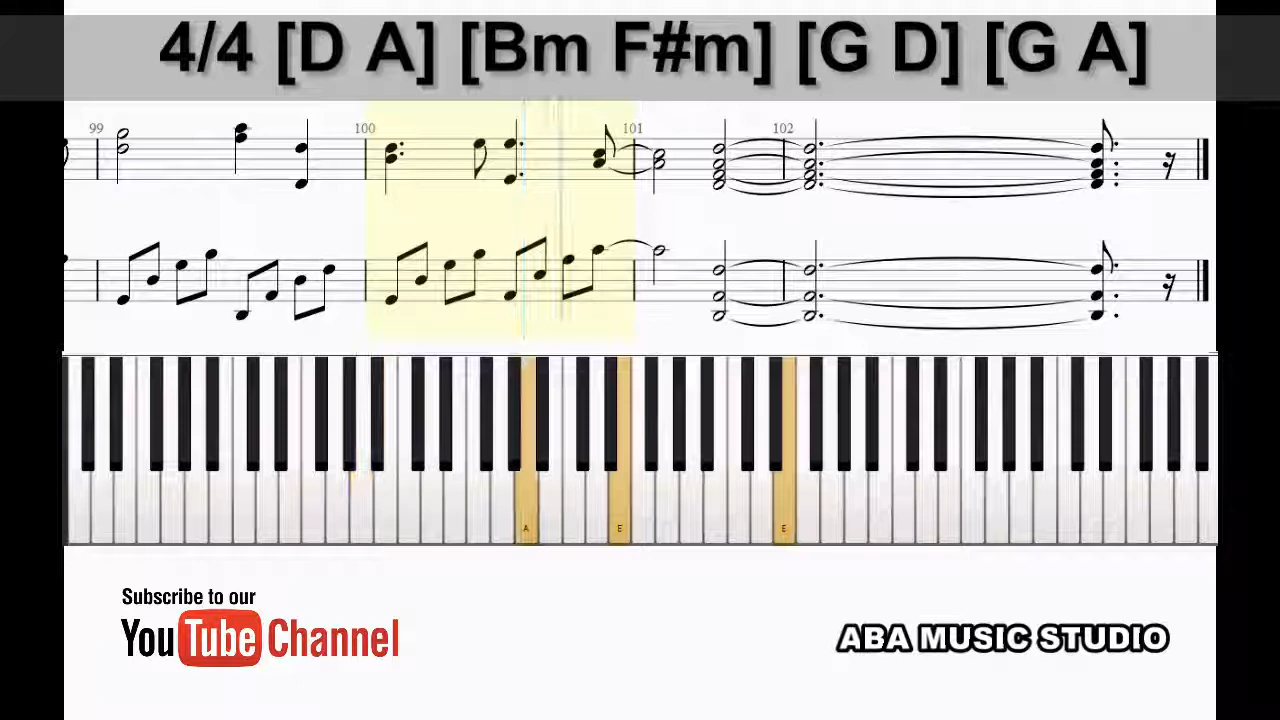 4/4 [D A] [Bm F#m] [G D] [G A]
99 100 101 102
A E E
Subscribe to our
YouTube Channel
ABA MUSIC STUDIO